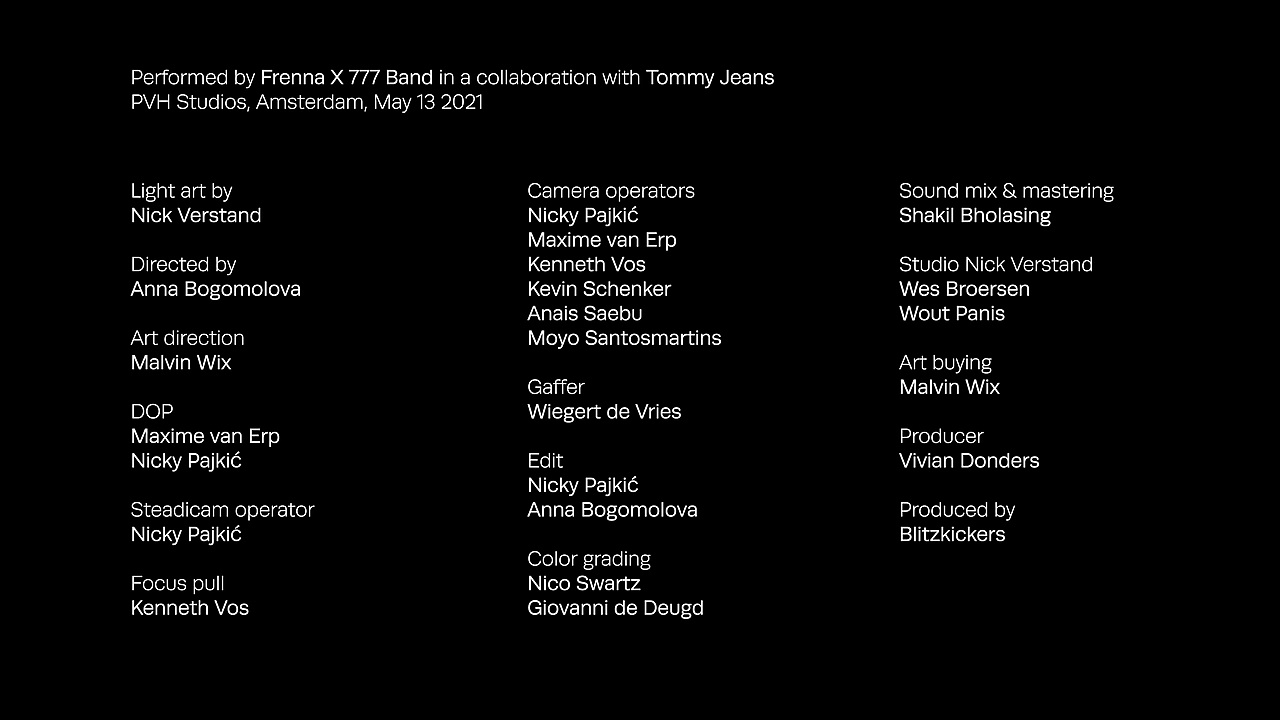 Performed by Frenna X 777 Band in a collaboration with Tommy Jeans
PVH Studios, Amsterdam, May 13 2021
Light art by
Nick Verstand
Directed by
Anna Bogomolova
Art direction
Malvin Wix
DOP
Maxime van Erp
Nicky Pajkić
Steadicam operator
Nicky Pajkić
Focus pull
Kenneth Vos
Camera operators
Nicky Pajkić
Maxime van Erp
Kenneth Vos
Kevin Schenker
Anais Saebu
Moyo Santosmartins
Gaffer
Wiegert de Vries
Edit
Nicky Pajkić
Anna Bogomolova
Color grading
Nico Swartz
Giovanni de Deugd
Sound mix & mastering
Shakil Bholasing
Studio Nick Verstand
Wes Broersen
Wout Panis
Art buying
Malvin Wix
Producer
Vivian Donders
Produced by
Blitzkickers